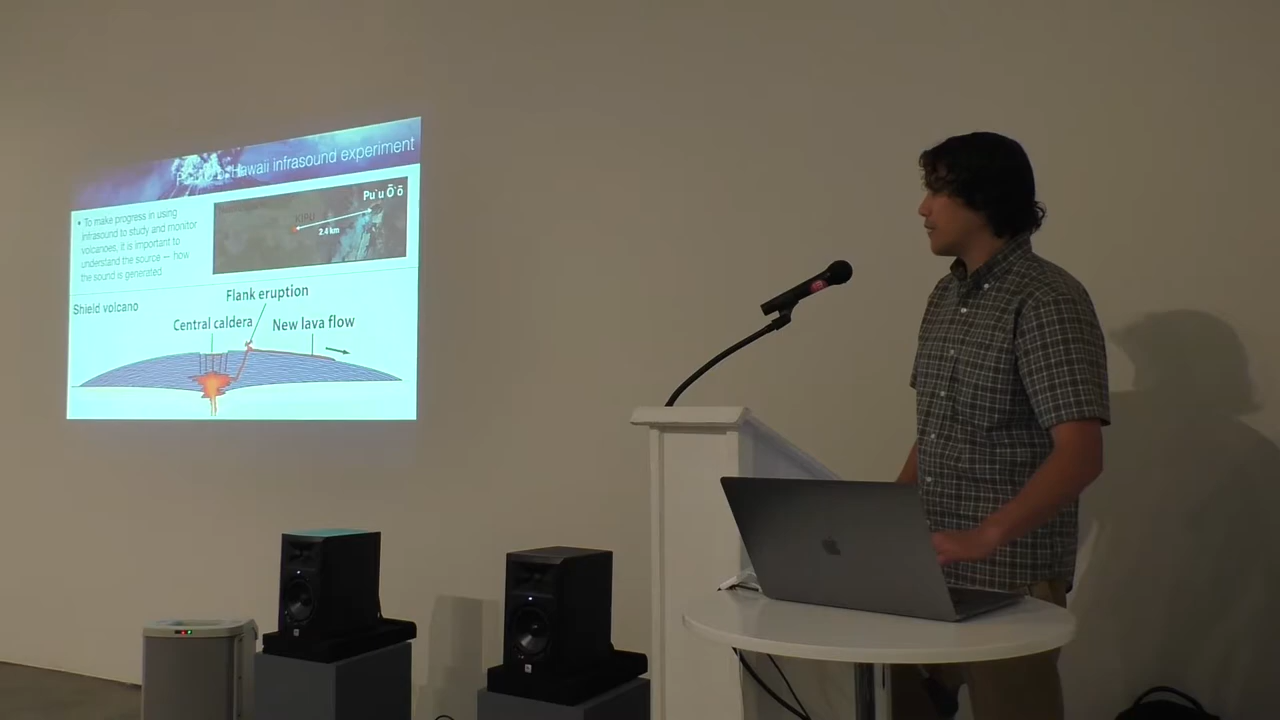 Hawaii infrasound experiment
• To make progress in using
infrasound to study and monitor
volcanoes, it is important to
understand the source — how
the sound is generated.
Pu`u Ō`ō
KIPU
2.4 km
Shield volcano
Flank eruption
Central caldera
New lava flow